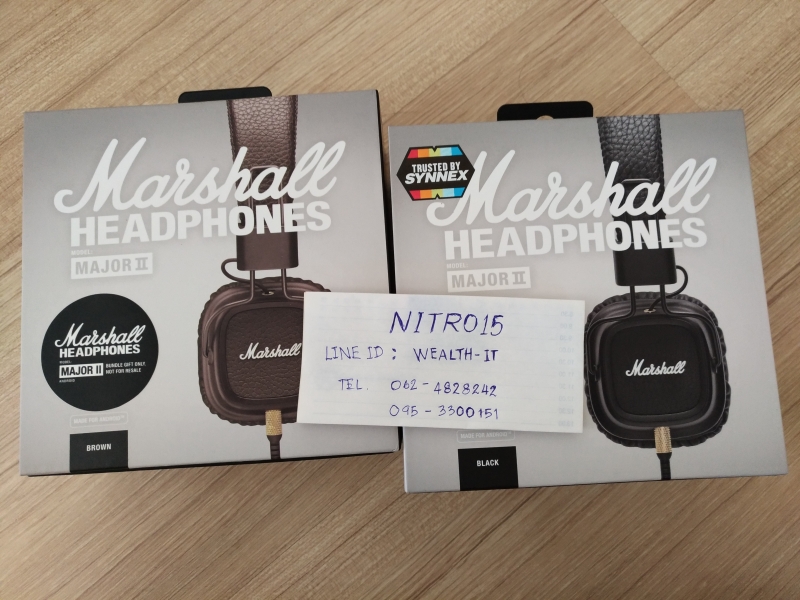 Marshall
HEADPHONES
MODEL:
MAJOR II
Marshall
HEADPHONES
MODEL:
MAJOR II
BUNDLE GIFT ONLY.
NOT FOR RESALE
Marshall
BROWN
TRUSTED BY
SYNNEX
Marshall
HEADPHONES
MODEL:
MAJOR II
Marshall
BLACK
NITRO15
LINE ID : WEALTH-IT
TEL. 062-4828242
095-3300151